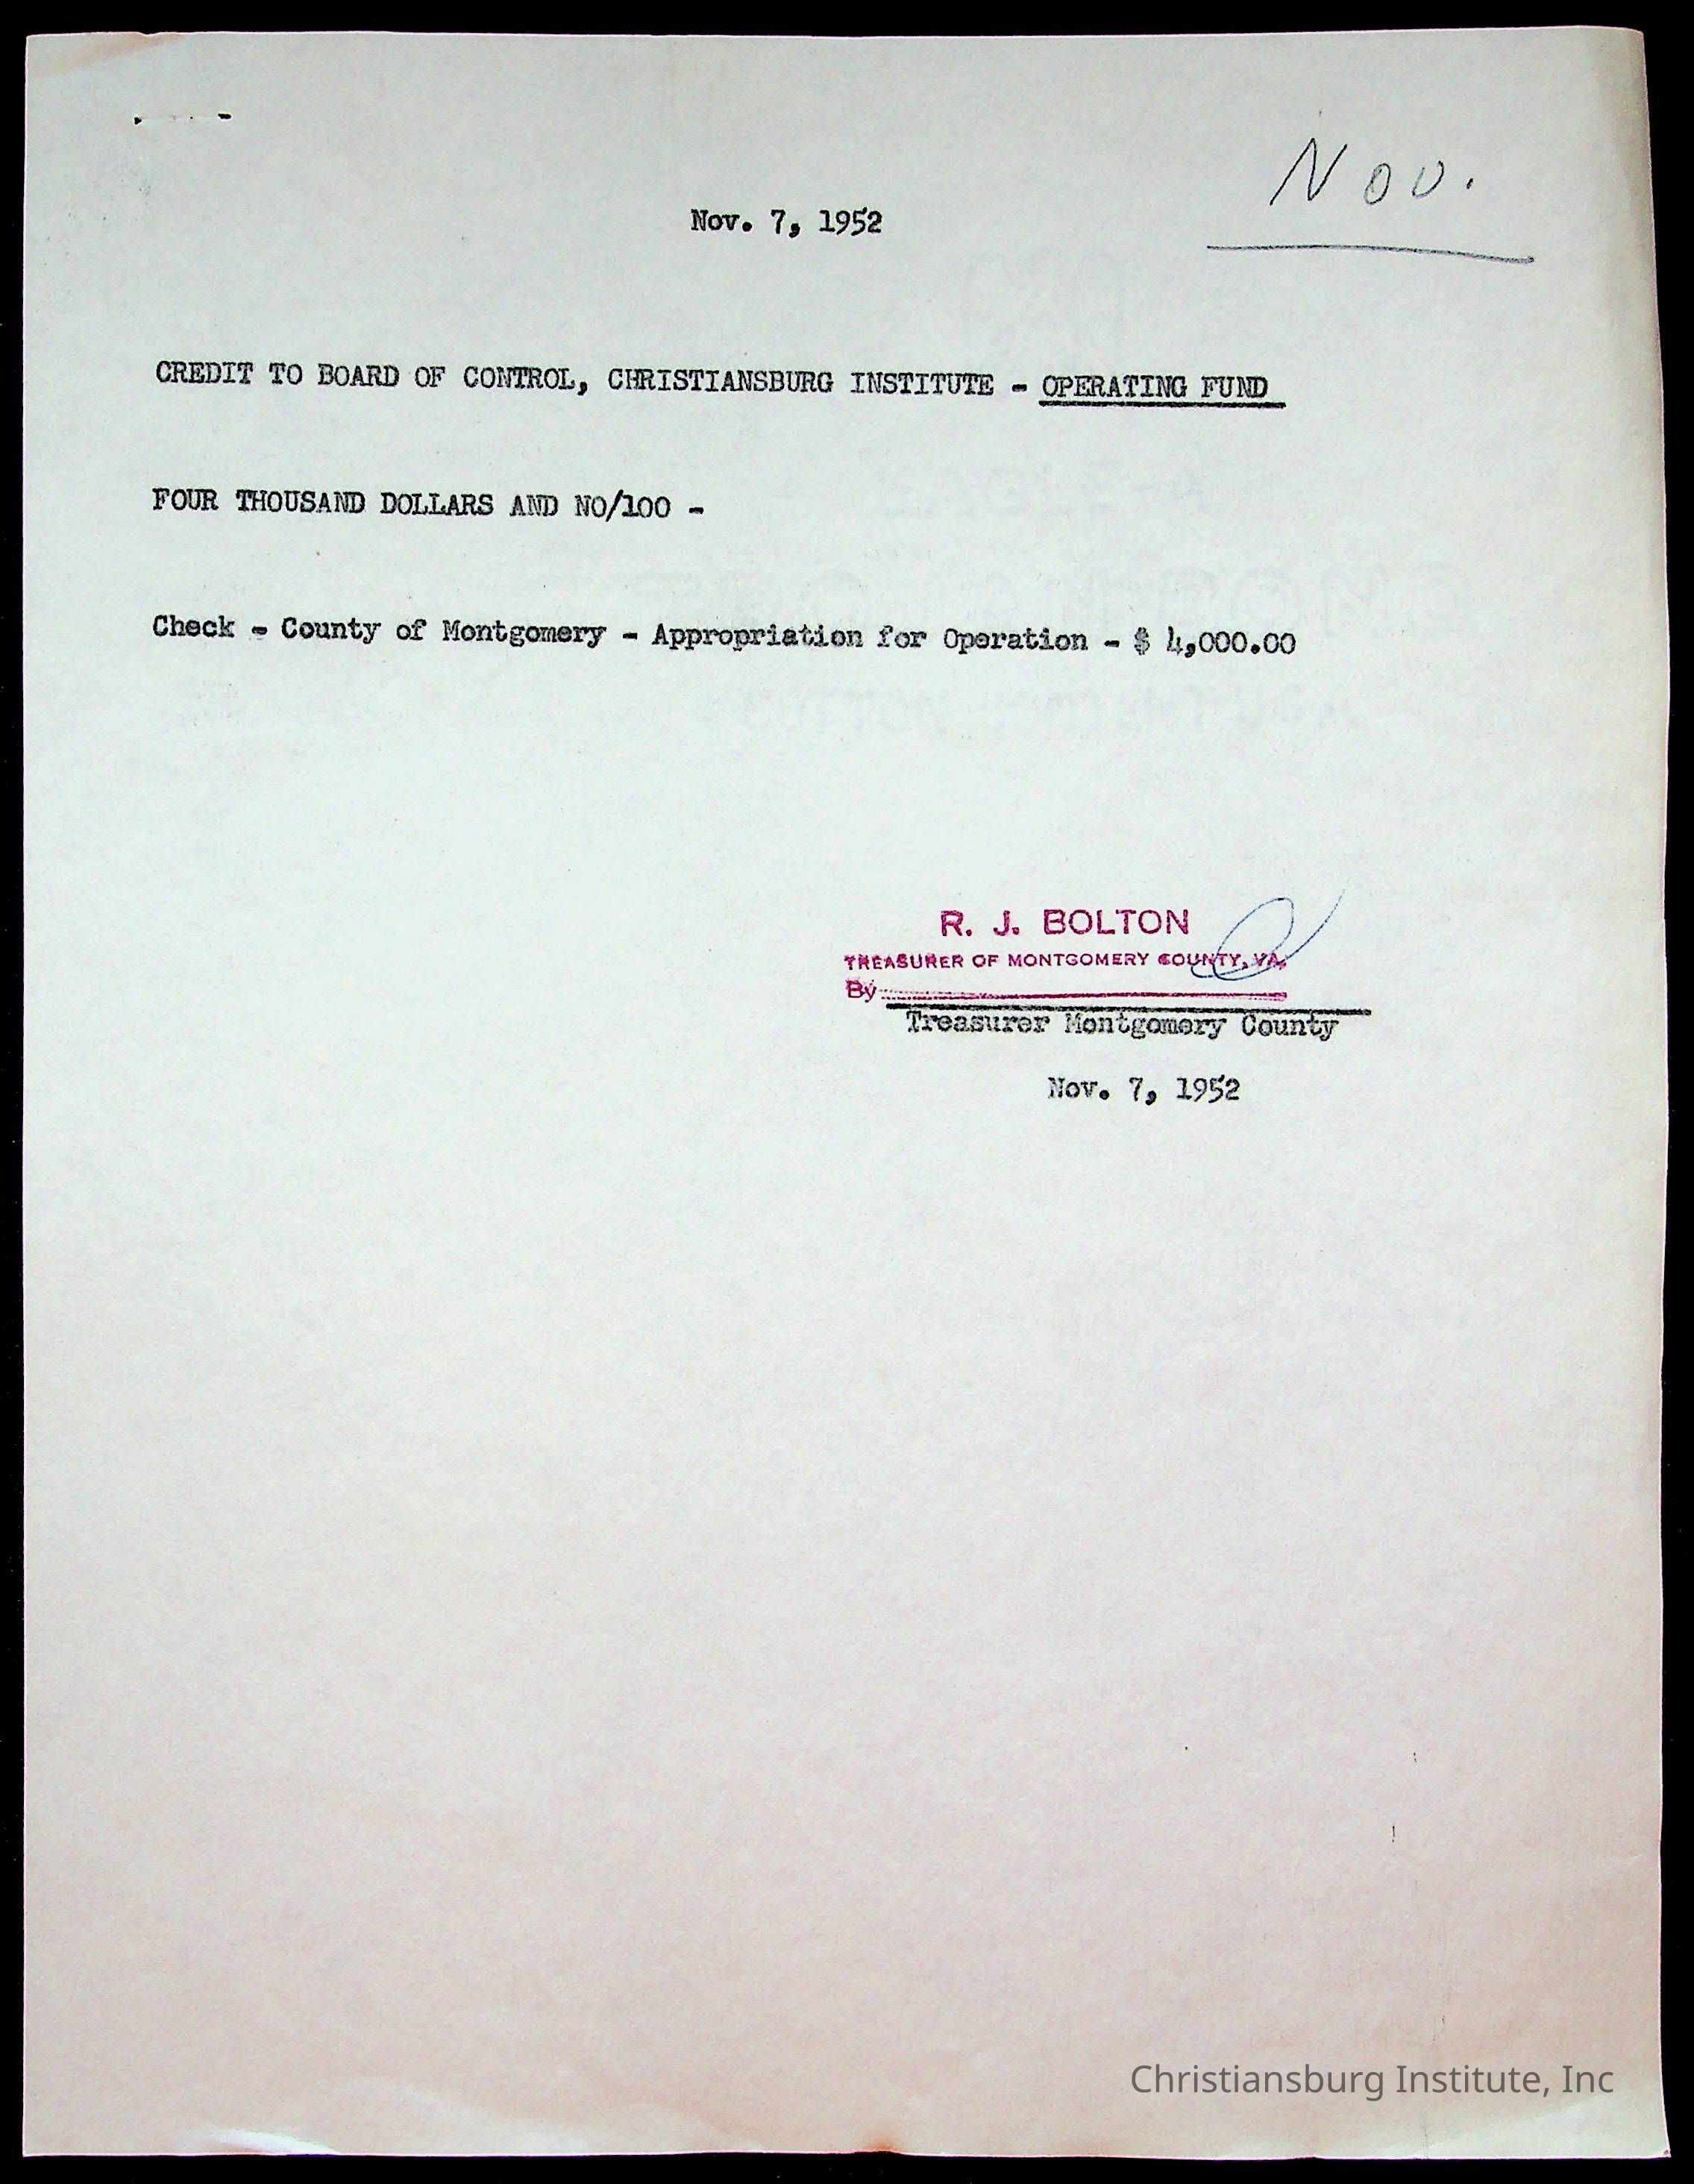 Nov.
Nov. 7, 1952
CREDIT TO BOARD OF CONTROL, CHRISTIANSBURG INSTITUTE - OPERATING FUND
FOUR THOUSAND DOLLARS AND NO/100 -
Check - County of Montgomery - Appropriation for Operation - $ 4,000.00
R. J. BOLTON
TREASURER OF MONTGOMERY COUNTY, VA.
By
Treasurer Montgomery County
Nov. 7, 1952
Christiansburg Institute, Inc